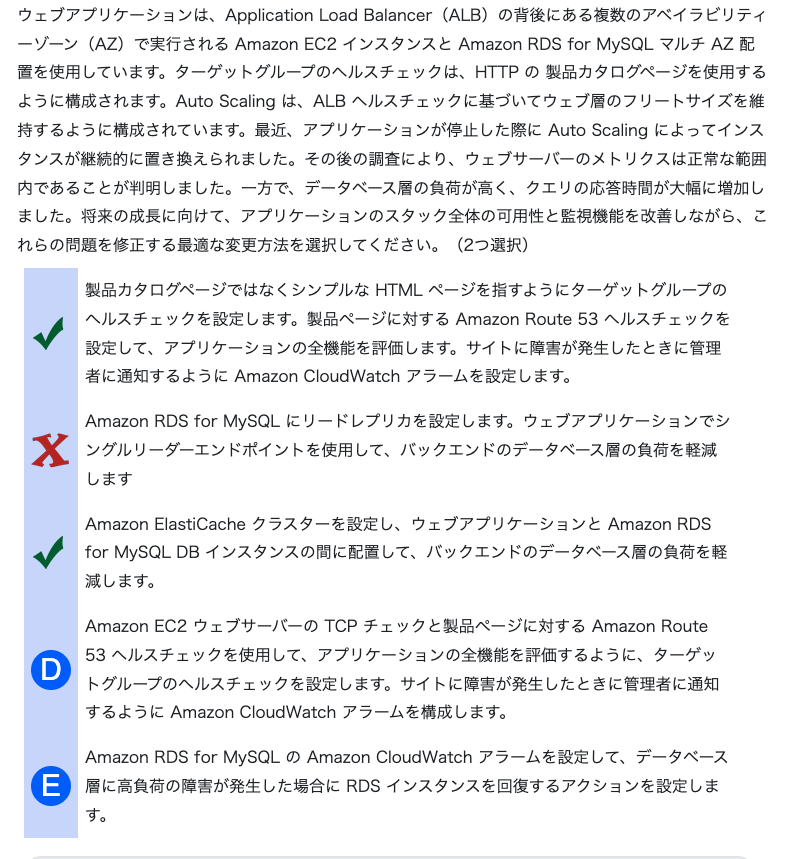 ウェブアプリケーションは、Application Load Balancer（ALB）の背後にある複数のアベイラビリティ
ーゾーン（AZ）で実行される Amazon EC2 インスタンスと Amazon RDS for MySQL マルチ AZ 配
置を使用しています。ターゲットグループのヘルスチェックは、HTTP の 製品カタログページを使用する
ように構成されます。Auto Scaling は、ALB ヘルスチェックに基づいてウェブ層のフリートサイズを維
持するように構成されています。最近、アプリケーションが停止した際に Auto Scaling によってインス
タンスが継続的に置き換えられました。その後の調査により、ウェブサーバーのメトリクスは正常な範囲
内であることが判明しました。一方で、データベース層の負荷が高く、クエリの応答時間が大幅に増加し
ました。将来の成長に向けて、アプリケーションのスタック全体の可用性と監視機能を改善しながら、こ
れらの問題を修正する最適な変更方法を選択してください。（2つ選択）
製品カタログページではなくシンプルな HTML ページを指すようにターゲットグループの
ヘルスチェックを設定します。製品ページに対する Amazon Route 53 ヘルスチェックを
設定して、アプリケーションの全機能を評価します。サイトに障害が発生したときに管理
者に通知するように Amazon CloudWatch アラームを設定します。
Amazon RDS for MySQL にリードレプリカを設定します。ウェブアプリケーションでシ
ングルリーダーエンドポイントを使用して、バックエンドのデータベース層の負荷を軽減
します
Amazon ElastiCache クラスターを設定し、ウェブアプリケーションと Amazon RDS
for MySQL DB インスタンスの間に配置して、バックエンドのデータベース層の負荷を軽
減します。
D
Amazon EC2 ウェブサーバーの TCP チェックと製品ページに対する Amazon Route
53 ヘルスチェックを使用して、アプリケーションの全機能を評価するように、ターゲッ
トグループのヘルスチェックを設定します。サイトに障害が発生したときに管理者に通知
するように Amazon CloudWatch アラームを構成します。
E
Amazon RDS for MySQL の Amazon CloudWatch アラームを設定して、データベース
層に高負荷の障害が発生した場合に RDS インスタンスを回復するアクションを設定しま
す。